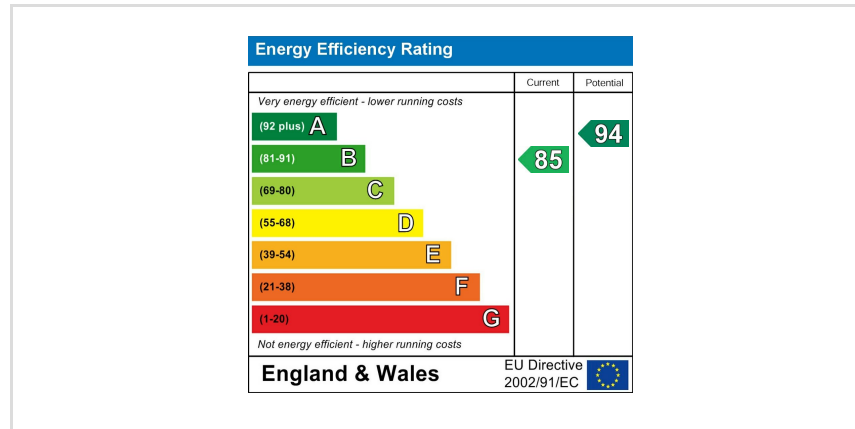 Energy Efficiency Rating
Current Potential
Very energy efficient - lower running costs
(92 plus) A
94
(81-91) B
85
(69-80) C
(55-68) D
(39-54) E
(21-38) F
(1-20) G
Not energy efficient - higher running costs
England & Wales
EU Directive
2002/91/EC